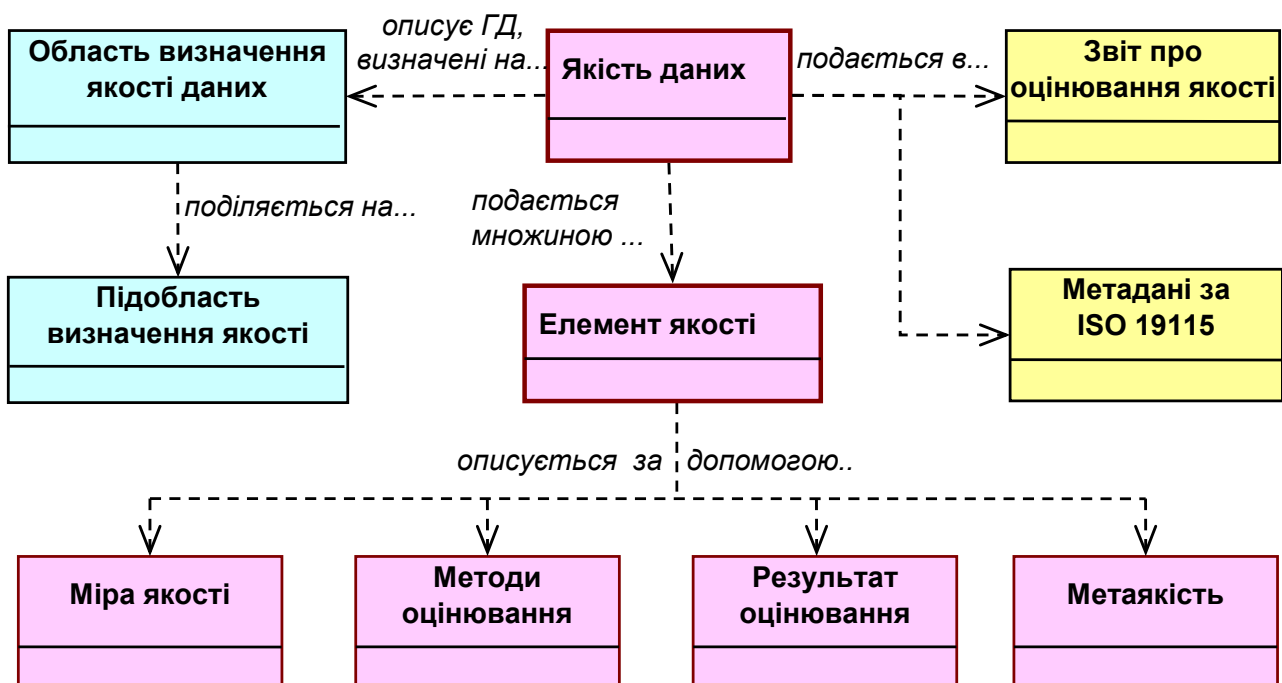 описує ГД,
визначені на...
Область визначення
якості даних
Якість даних
подається в...
Звіт про
оцінювання якості
поділяється на...
подається
множиною ...
Підобласть
визначення якості
Елемент якості
Метадані за
ISO 19115
описується за допомогою..
Міра якості
Методи
оцінювання
Результат
оцінювання
Метаякість